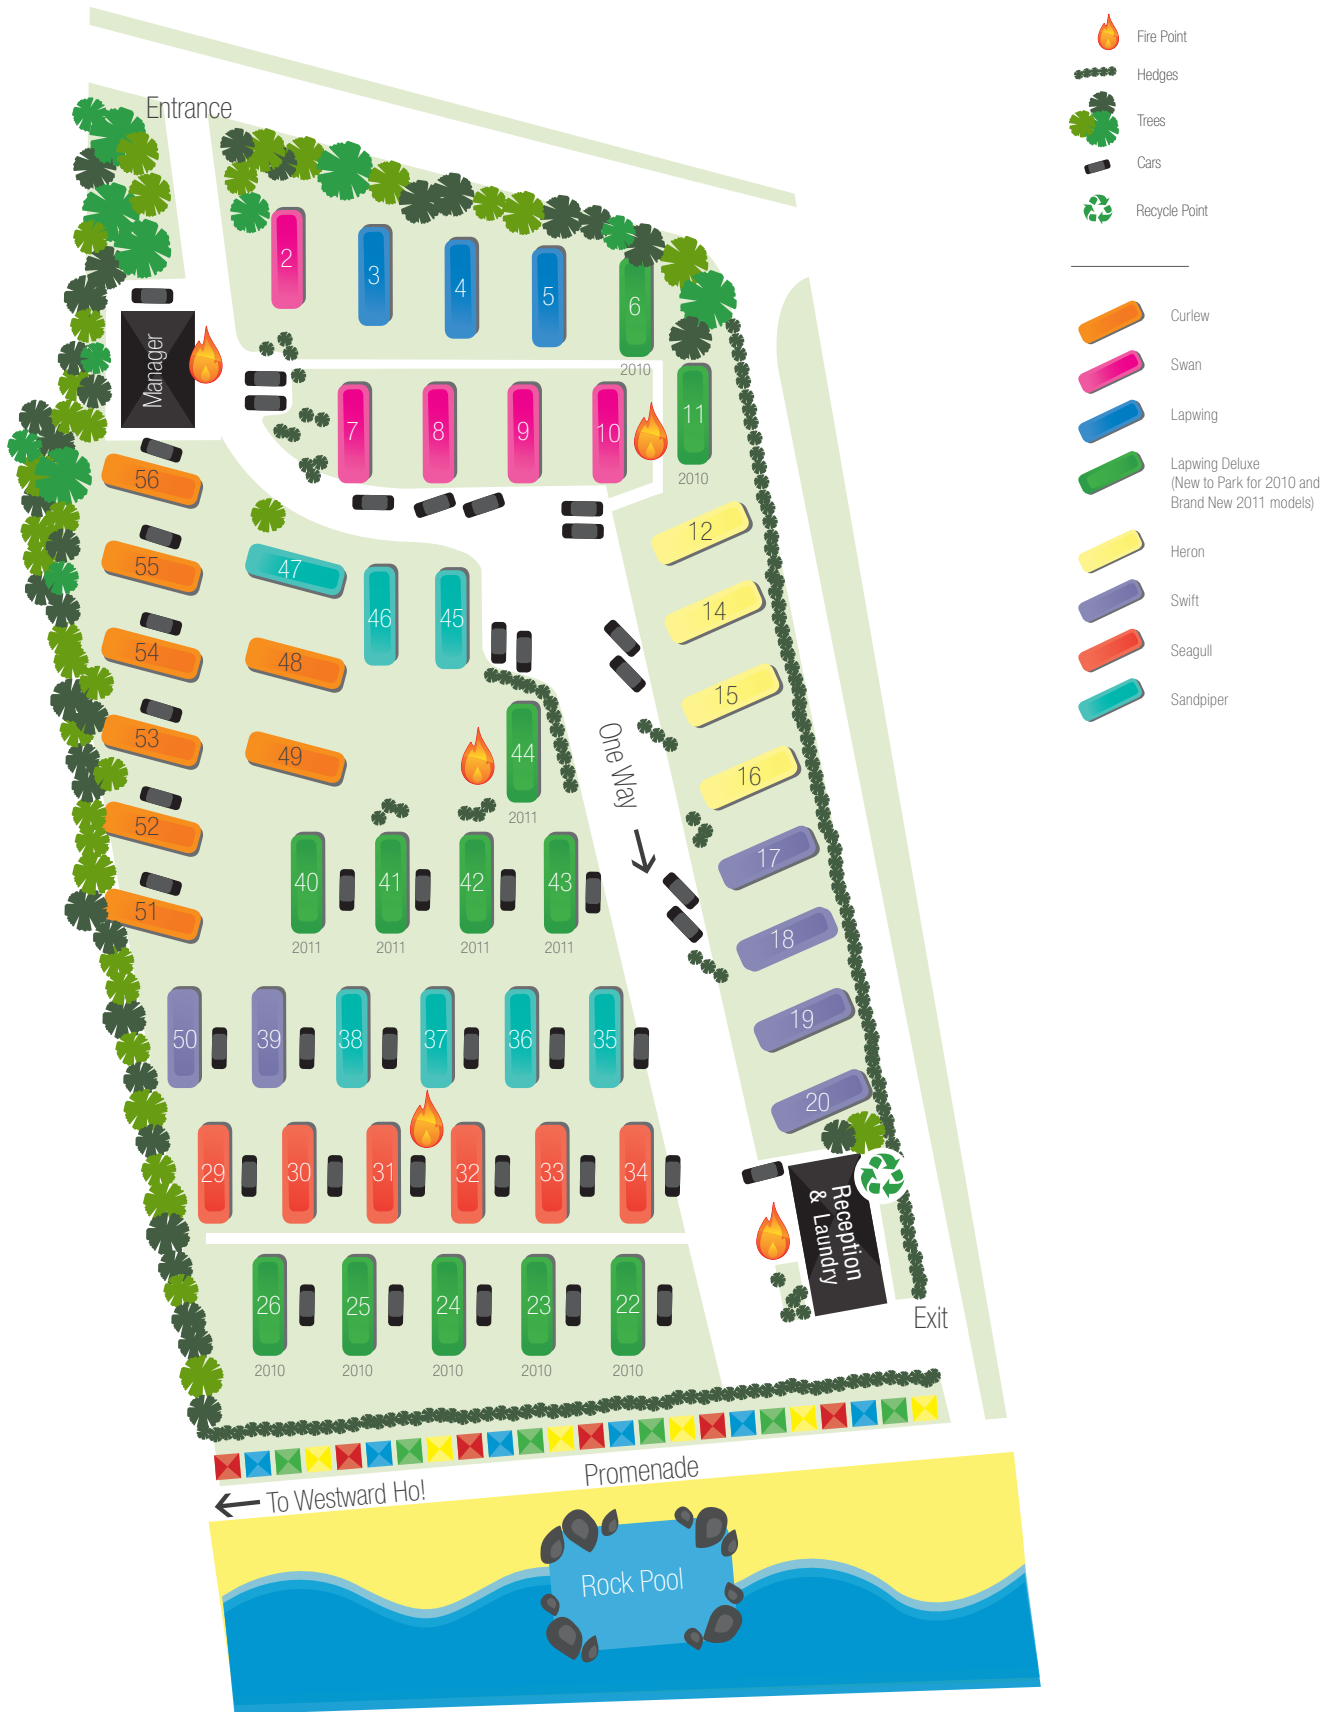 Entrance
Fire Point
Hedges
Trees
Cars
Recycle Point
Curlew
Swan
Lapwing
Lapwing Deluxe
(New to Park for 2010 and
Brand New 2011 models)
Heron
Swift
Seagull
Sandpiper
2
3
4
5
6
2010
Manager
7
8
9
10
11
2010
56
55
54
53
52
51
47
46
45
48
49
44
2011
12
14
15
16
17
18
19
20
One Way
40
41
42
43
2011
2011
2011
2011
50
39
38
37
36
35
29
30
31
32
33
34
Reception
& Laundry
26
25
24
23
22
2010
2010
2010
2010
2010
Exit
Promenade
To Westward Ho!
Rock Pool